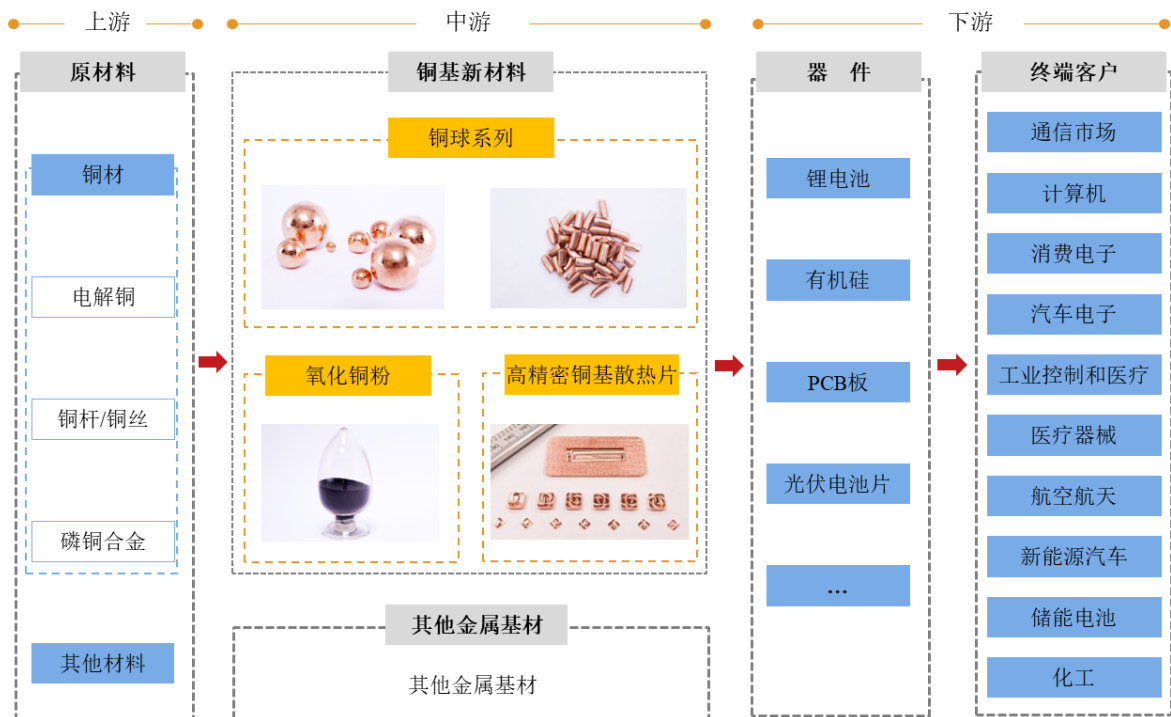 上游
中游
下游
原材料
铜材
电解铜
铜杆/铜丝
磷铜合金
其他材料
铜基新材料
铜球系列
氧化铜粉
高精密铜基散热片
其他金属基材
其他金属基材
器 件
锂电池
有机硅
PCB板
光伏电池片
...
终端客户
通信市场
计算机
消费电子
汽车电子
工业控制和医疗
医疗器械
航空航天
新能源汽车
储能电池
化工